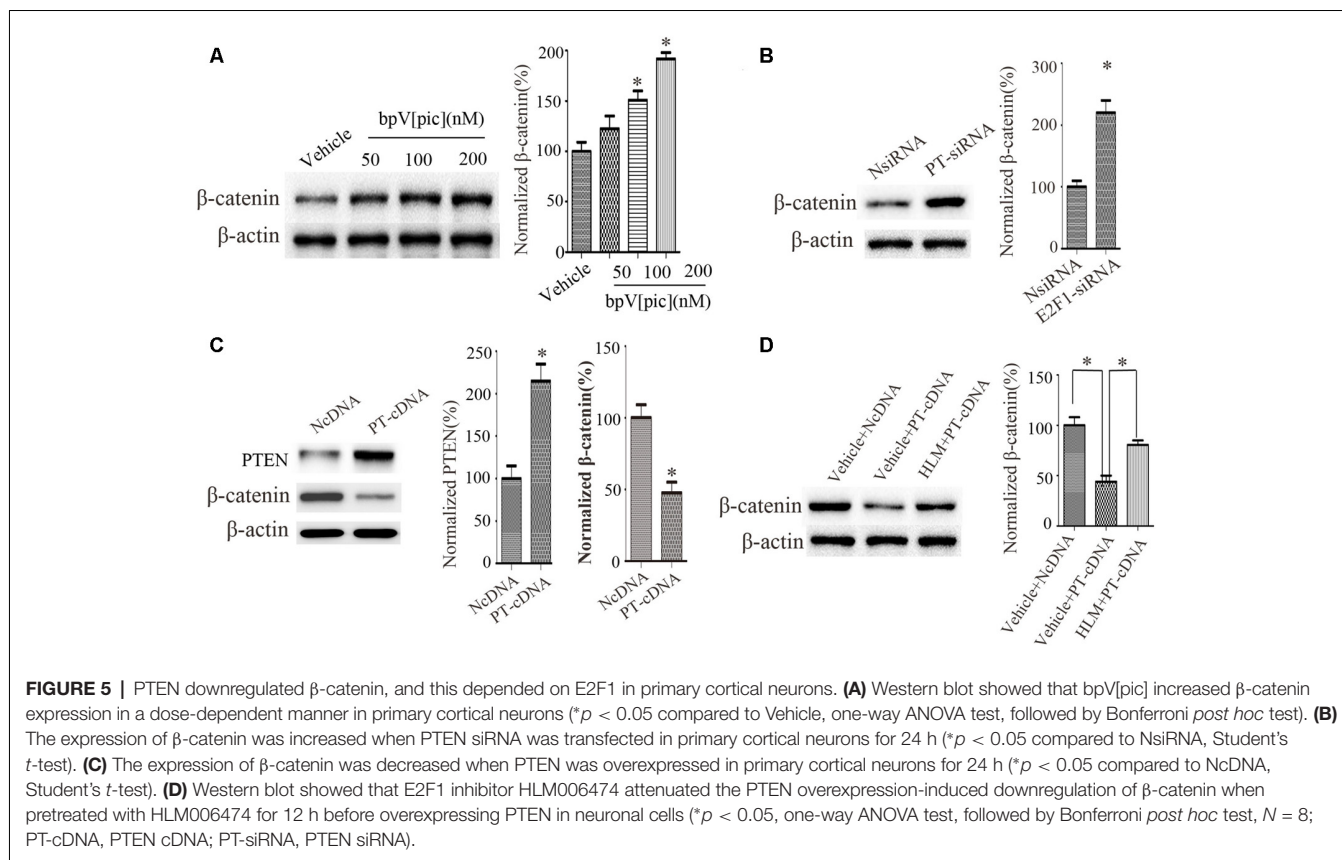 A
Vehicle
bpV[pic](nM)
50 100 200
β-catenin
β-actin
Normalized β-catenin(%)
200
150
100
50
0
*
*
Vehicle
50 100 200
bpV[pic](nM)
B
NsiRNA
PT-siRNA
β-catenin
β-actin
Normalized β-catenin(%)
300
200
100
0
*
NsiRNA
E2F1-siRNA
C
NcDNA
PT-cDNA
PTEN
β-catenin
β-actin
Normalized PTEN(%)
250
200
150
100
50
0
*
NcDNA
PT-cDNA
Normalized β-catenin(%)
150
100
50
0
*
NcDNA
PT-cDNA
D
Vehicle+NcDNA
Vehicle+PT-cDNA
HLM+PT-cDNA
β-catenin
β-actin
Normalized β-catenin(%)
150
100
50
0
* *
Vehicle+NcDNA
Vehicle+PT-cDNA
HLM+PT-cDNA
FIGURE 5 | PTEN downregulated β-catenin, and this depended on E2F1 in primary cortical neurons. (A) Western blot showed that bpV[pic] increased β-catenin
expression in a dose-dependent manner in primary cortical neurons (*p < 0.05 compared to Vehicle, one-way ANOVA test, followed by Bonferroni post hoc test). (B)
The expression of β-catenin was increased when PTEN siRNA was transfected in primary cortical neurons for 24 h (*p < 0.05 compared to NsiRNA, Student's
t-test). (C) The expression of β-catenin was decreased when PTEN was overexpressed in primary cortical neurons for 24 h (*p < 0.05 compared to NcDNA,
Student's t-test). (D) Western blot showed that E2F1 inhibitor HLM006474 attenuated the PTEN overexpression-induced downregulation of β-catenin when
pretreated with HLM006474 for 12 h before overexpressing PTEN in neuronal cells (*p < 0.05, one-way ANOVA test, followed by Bonferroni post hoc test, N = 8;
PT-cDNA, PTEN cDNA; PT-siRNA, PTEN siRNA).